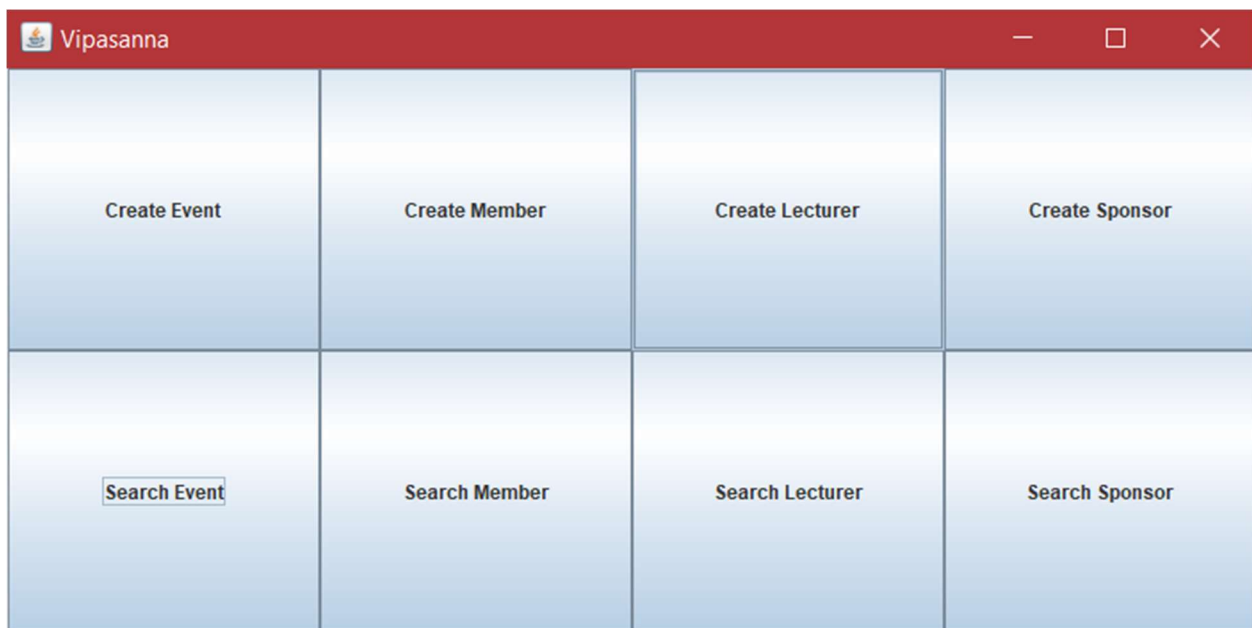 Vipasanna
Create Event Create Member Create Lecturer Create Sponsor
Search Event Search Member Search Lecturer Search Sponsor